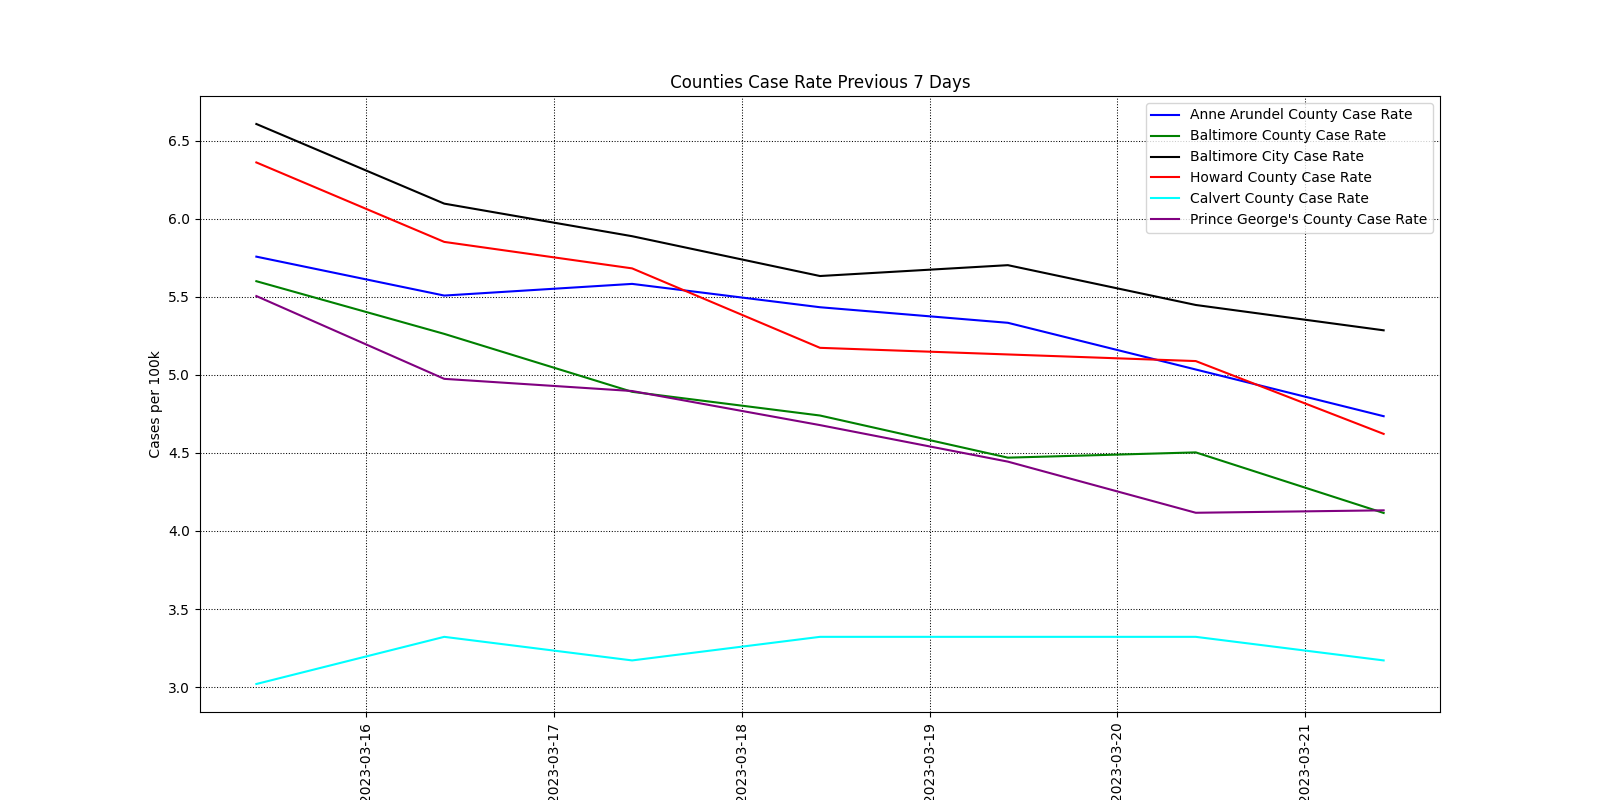 Counties Case Rate Previous 7 Days
Anne Arundel County Case Rate
Baltimore County Case Rate
Baltimore City Case Rate
Howard County Case Rate
Calvert County Case Rate
Prince George's County Case Rate
Cases per 100k
6.5
6.0
5.5
5.0
4.5
4.0
3.5
3.0
2023-03-16
2023-03-17
2023-03-18
2023-03-19
2023-03-20
2023-03-21